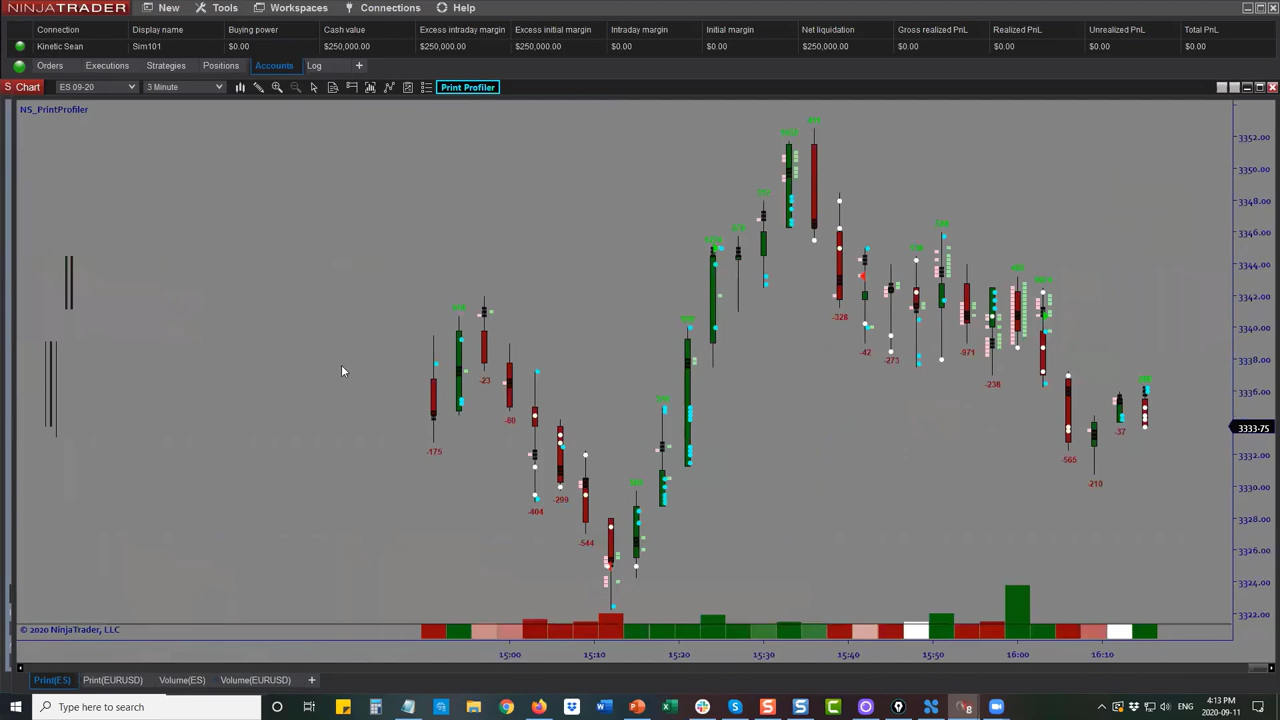 NINJATRADER New Tools Workspaces Connections Help
Connection Display name Buying power Cash value Excess intraday margin Excess initial margin Intraday margin Initial margin Net liquidation Gross realized PnL Realized PnL Unrealized PnL Total PnL
Kinetic Sean Sim101 $0.00 $250,000.00 $250,000.00 $250,000.00 $0.00 $0.00 $250,000.00 $0.00 $0.00 $0.00 $0.00
Orders Executions Strategies Positions Accounts Log +
S Chart ES 09-20 3 Minute Print Profiler
NS_PrintProfiler
3352.00
3350.00
3348.00
3346.00
3344.00
3342.00
3340.00
3338.00
3336.00
3333.75
3332.00
3330.00
3328.00
3326.00
3324.00
3322.00
-328
-42
-273
-971
-238
-23
-60
-175
-565
-37
-210
-299
-404
-544
© 2020 NinjaTrader, LLC
15:00 15:10 15:20 15:30 15:40 15:50 16:00 16:10
Print(ES) Print(EURUSD) Volume(ES) Volume(EURUSD) +
Type here to search
ENG
4:13 PM
2020-09-11